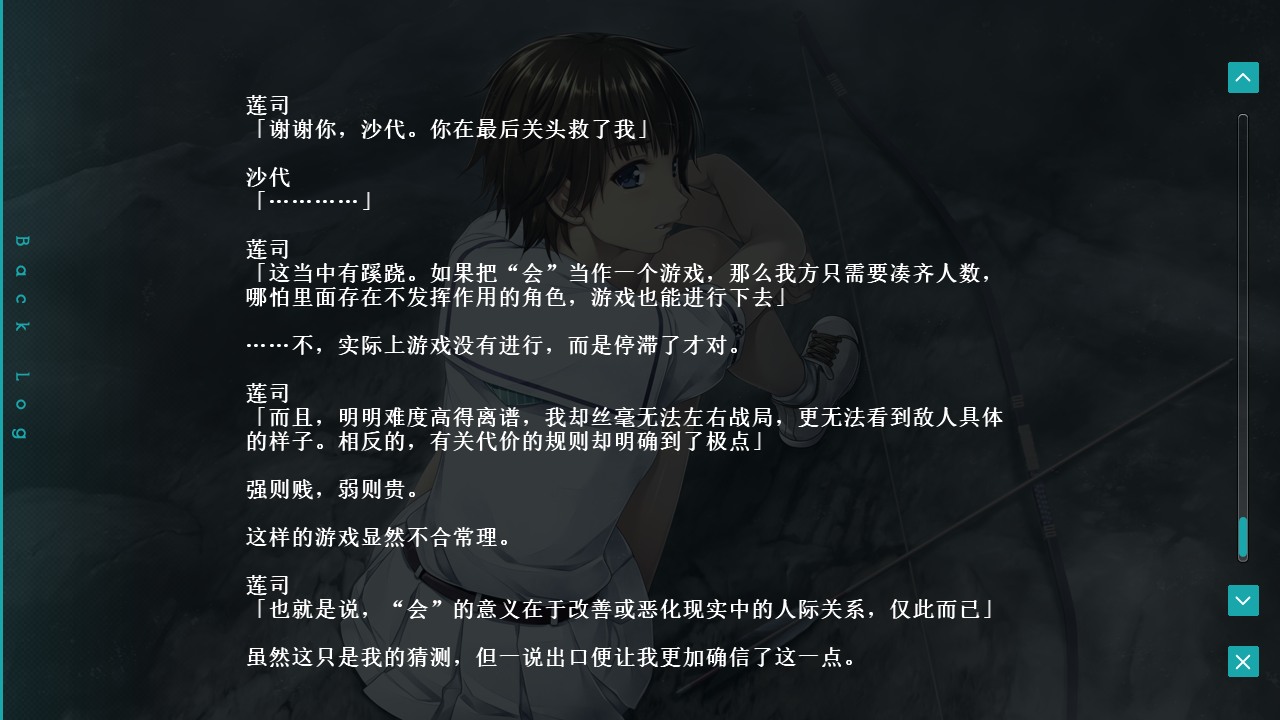 Back Log
莲司
「谢谢你，沙代。你在最后关头救了我」
沙代
「…………」
莲司
「这当中有蹊跷。如果把“会”当作一个游戏，那么我方只需要凑齐人数，
哪怕里面存在不发挥作用的角色，游戏也能进行下去」
……不，实际上游戏没有进行，而是停滞了才对。
莲司
「而且，明明难度高得离谱，我却丝毫无法左右战局，更无法看到敌人具体
的样子。相反的，有关代价的规则却明确到了极点」
强则贱，弱则贵。
这样的游戏显然不合常理。
莲司
「也就是说，“会”的意义在于改善或恶化现实中的人际关系，仅此而已」
虽然这只是我的猜测，但一说出口便让我更加确信了这一点。